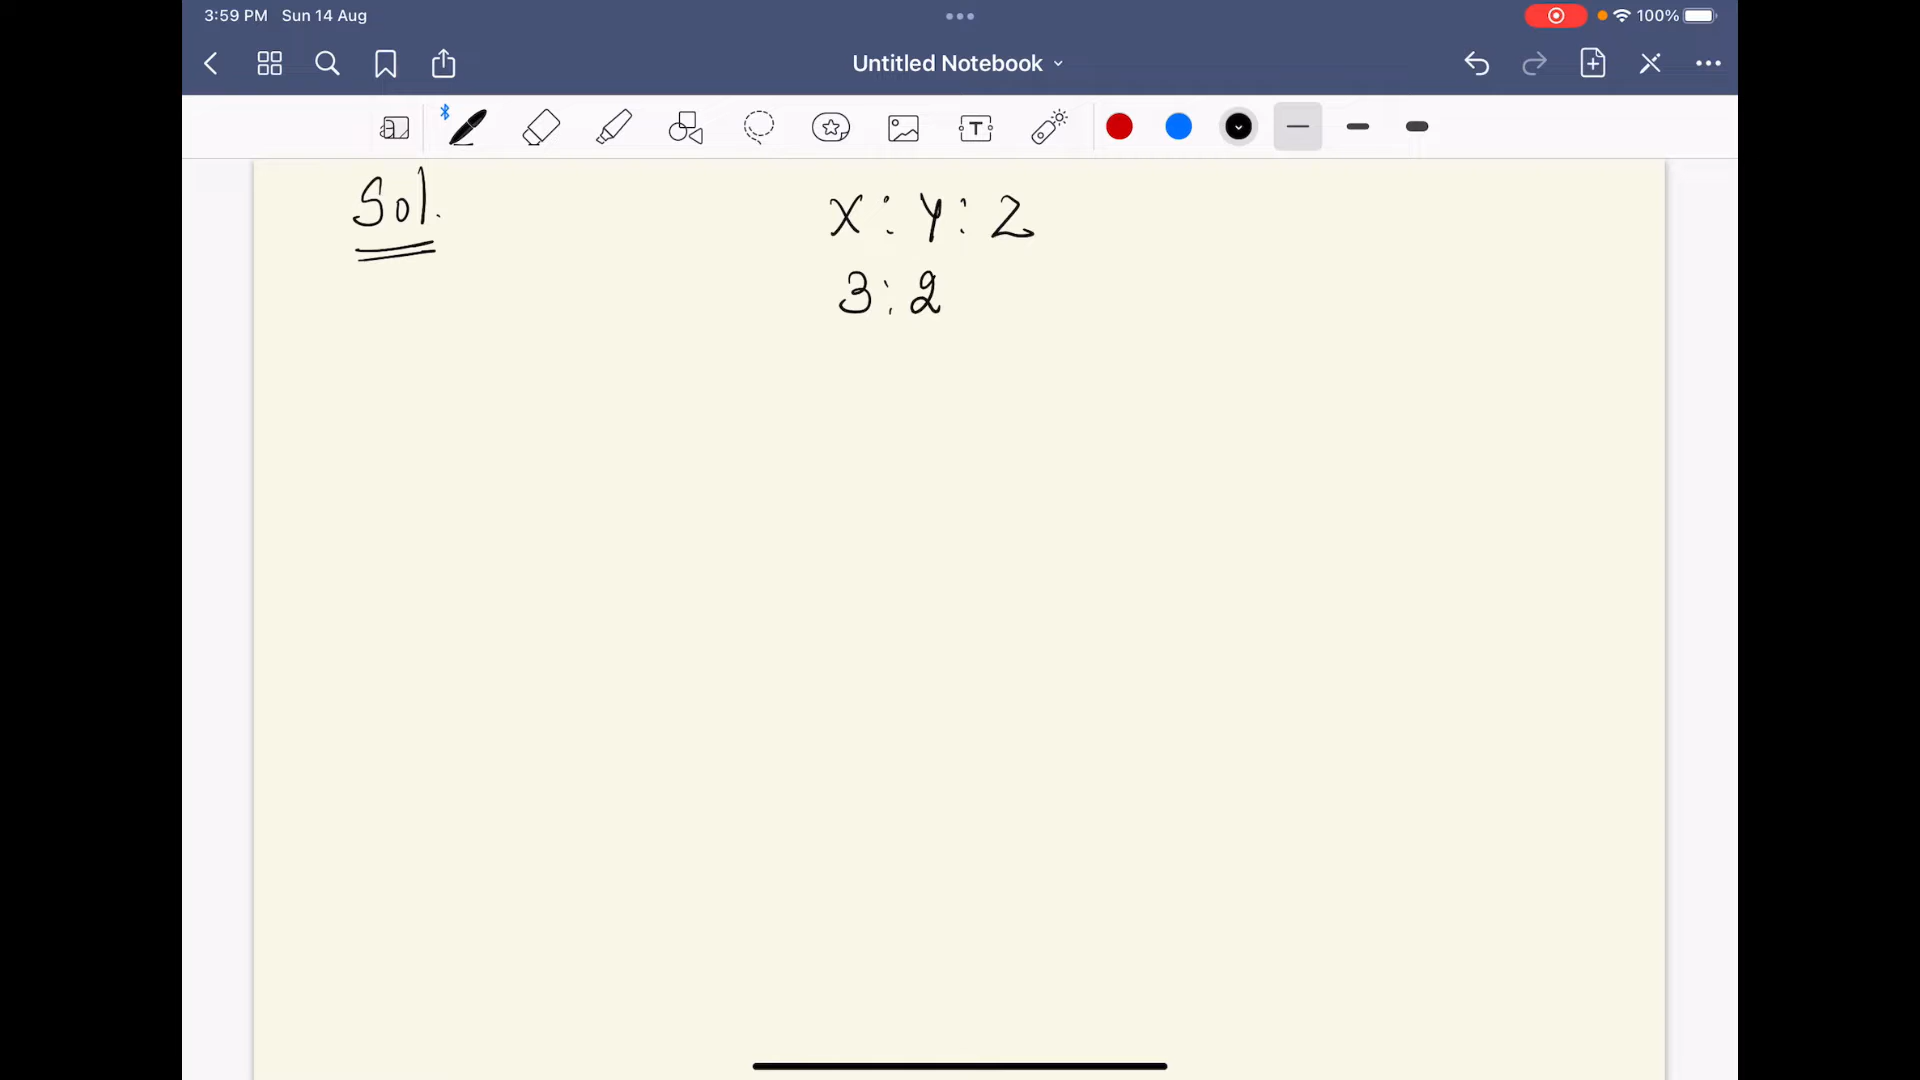 3:59 PM Sun 14 Aug 100%
Untitled Notebook
T
Sol.
X : Y : Z
3 : 2